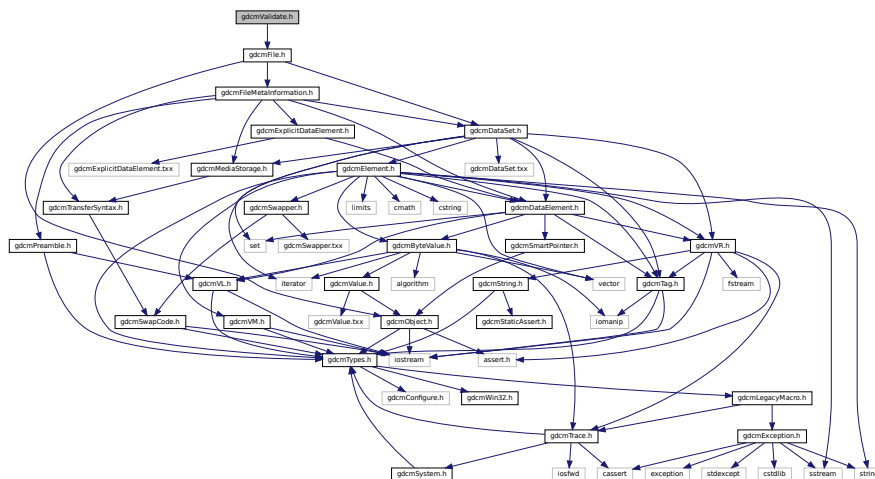 gdcmValidate.h
gdcmFile.h
gdcmFileMetaInformation.h
gdcmExplicitDataElement.h
gdcmDataSet.h
gdcmExplicitDataElement.txx
gdcmMediaStorage.h
gdcmElement.h
gdcmDataSet.txx
gdcmTransferSyntax.h
gdcmSwapper.h
limits
cmath
cstring
gdcmDataElement.h
gdcmPreamble.h
set
gdcmSwapper.txx
gdcmByteValue.h
gdcmSmartPointer.h
gdcmVR.h
gdcmVL.h
iterator
gdcmValue.h
algorithm
gdcmString.h
vector
gdcmTag.h
fstream
gdcmSwapCode.h
gdcmVM.h
gdcmValue.txx
gdcmObject.h
gdcmStaticAssert.h
iomanip
gdcmTypes.h
iostream
assert.h
gdcmConfigure.h
gdcmWin32.h
gdcmLegacyMacro.h
gdcmTrace.h
gdcmException.h
gdcmSystem.h
iosfwd
cassert
exception
stdexcept
cstdlib
sstream